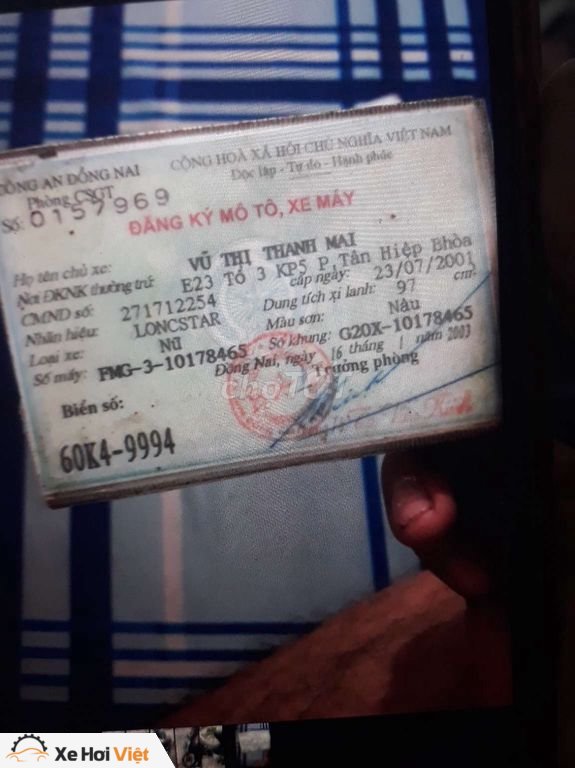 CÔNG AN ĐỒNG NAI
Phòng CSGT
Số: 0157969
CỘNG HOÀ XÃ HỘI CHỦ NGHĨA VIỆT NAM
Độc lập - Tự do - Hạnh phúc
ĐĂNG KÝ MÔ TÔ, XE MÁY
Họ tên chủ xe: VŨ THỊ THANH MAI
Nơi ĐKNK thường trú: E23 Tổ 3 KP5 P Tân Hiệp Bhòa
CMND số: 271712254 cấp ngày: 23/07/2001
Nhãn hiệu: LONCSTAR Dung tích xi lanh: 97 cm³
Loại xe: Nữ Màu sơn: Nâu
Số máy: FMG-3-10178465 Số khung: G20X-10178465
Đồng Nai, ngày 16 tháng 1 năm 2003
Trưởng phòng
Biển số:
60K4-9994
choTỐT
Xe Hơi Việt